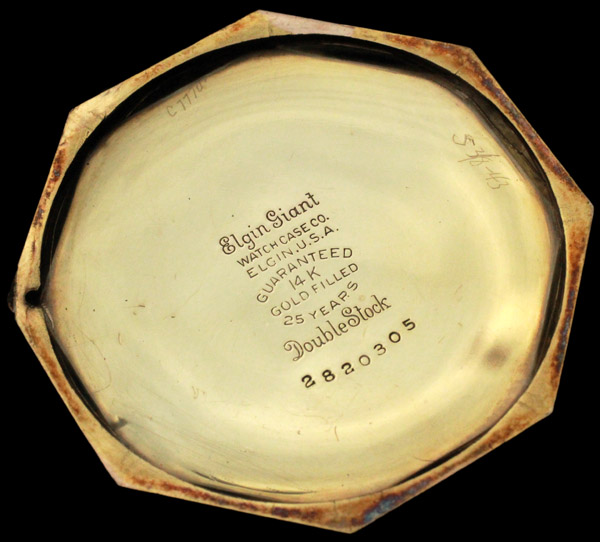 Elgin Giant
WATCH CASE CO.
ELGIN, U.S.A.
GUARANTEED
14 K
GOLD FILLED
25 YEARS
Double Stock
2820305